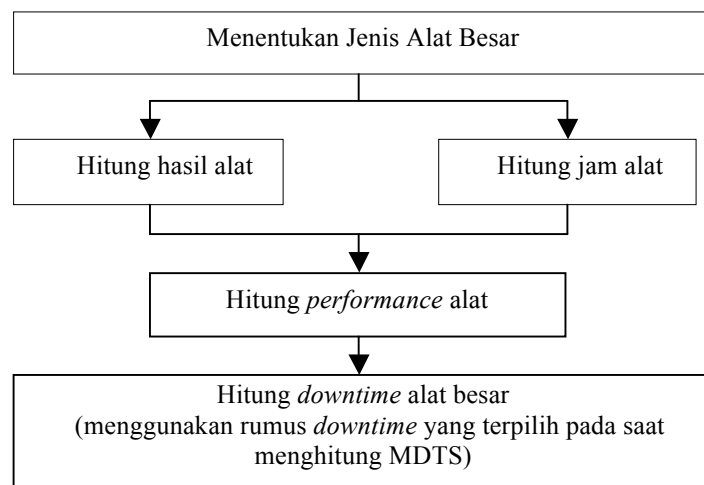 Menentukan Jenis Alat Besar
Hitung hasil alat
Hitung jam alat
Hitung performance alat
Hitung downtime alat besar
(menggunakan rumus downtime yang terpilih pada saat
menghitung MDTS)